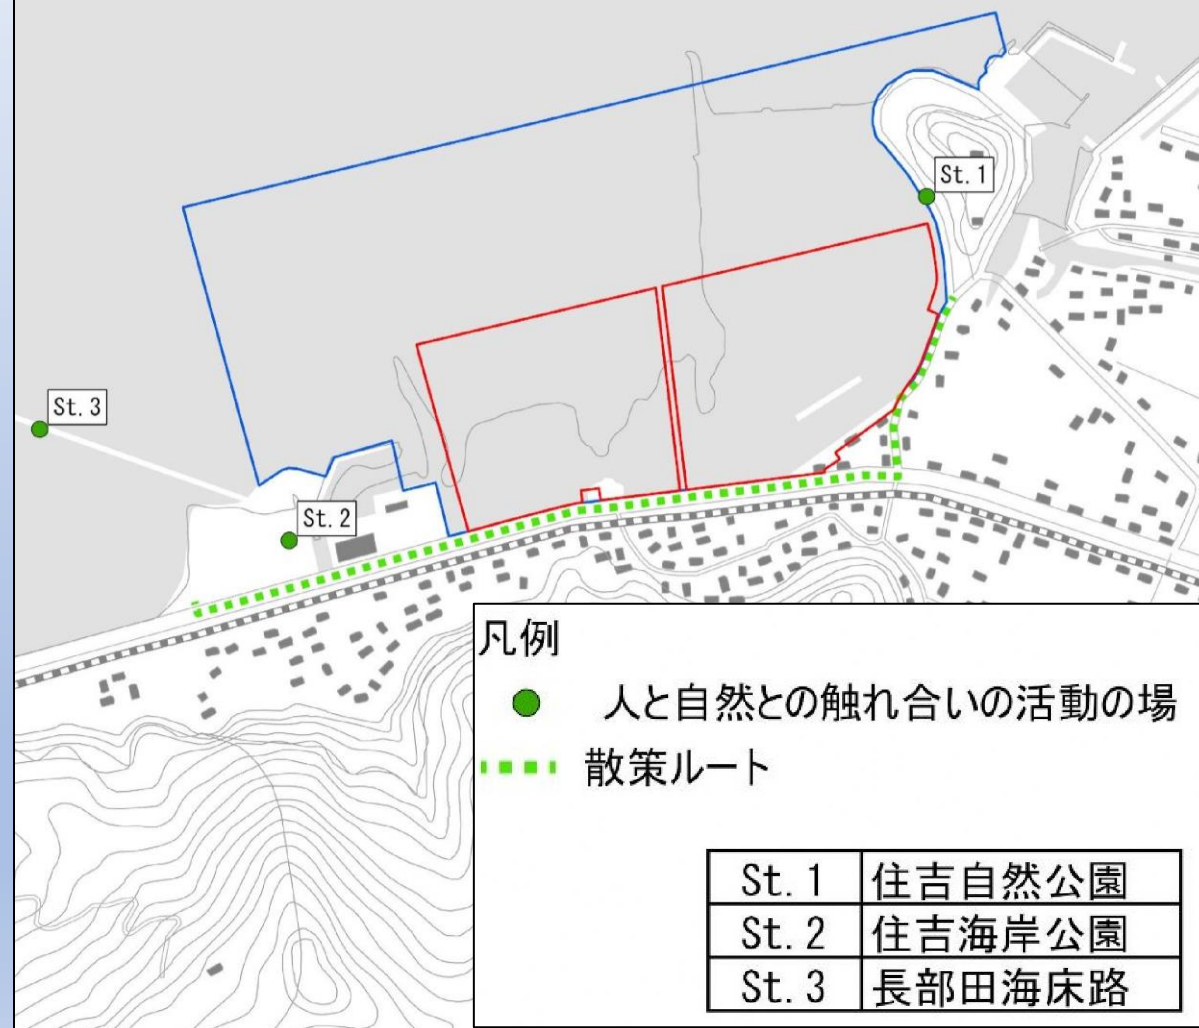 St. 1
St. 3
St. 2
凡例
人と自然との触れ合いの活動の場
散策ルート
St. 1 住吉自然公園
St. 2 住吉海岸公園
St. 3 長部田海床路